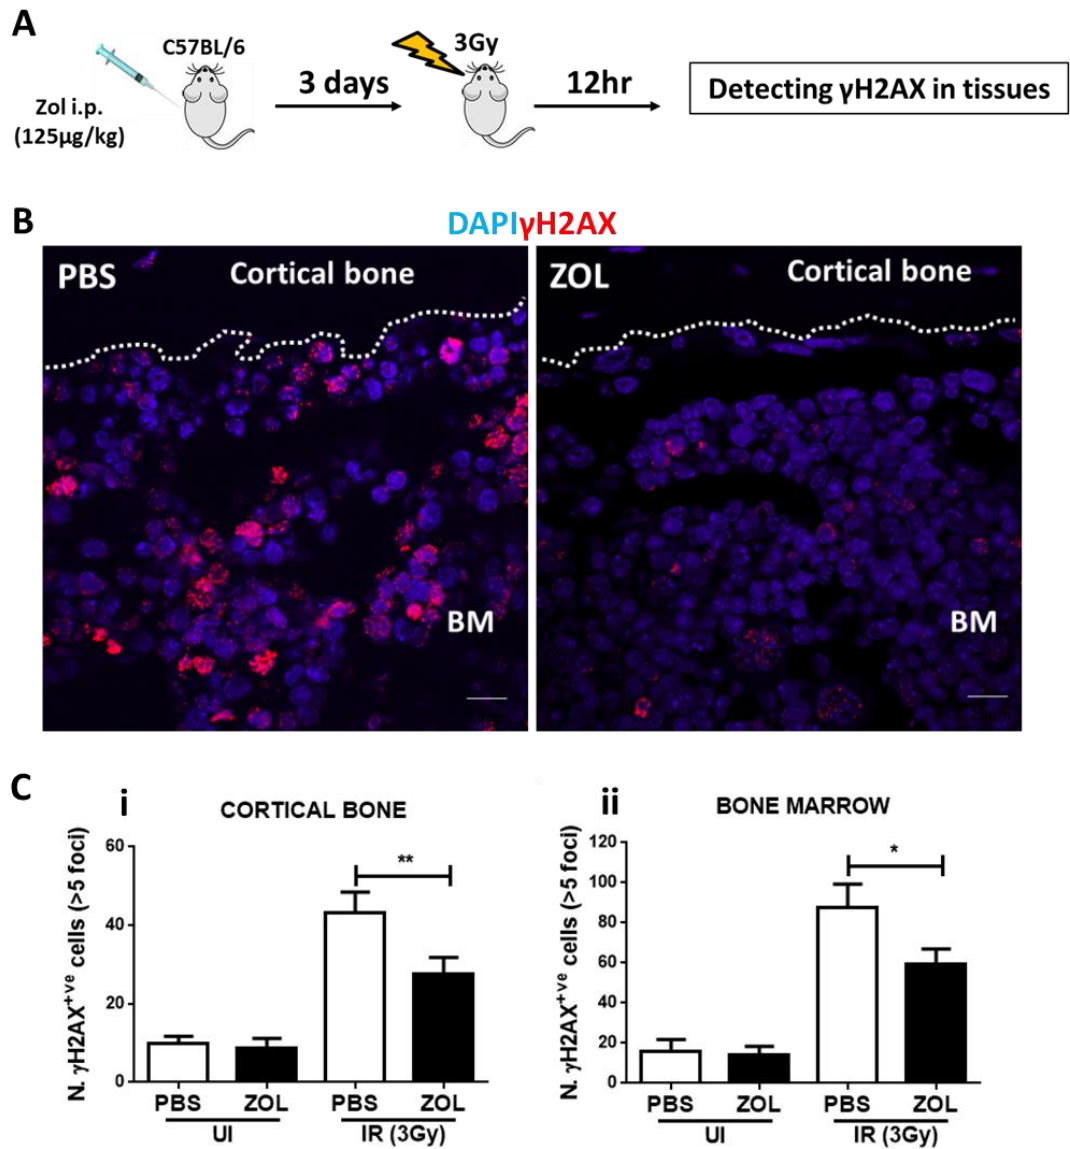 A
C57BL/6
3Gy
Zol i.p.
(125µg/kg)
3 days
12hr
Detecting γH2AX in tissues
B
DAPIγH2AX
PBS
Cortical bone
BM
ZOL
Cortical bone
BM
C
i
CORTICAL BONE
N. γH2AX+ve cells (>5 foci)
60
40
20
0
**
PBS
ZOL
PBS
ZOL
UI
IR (3Gy)
ii
BONE MARROW
N. γH2AX+ve cells (>5 foci)
120
100
80
60
40
20
0
*
PBS
ZOL
PBS
ZOL
UI
IR (3Gy)